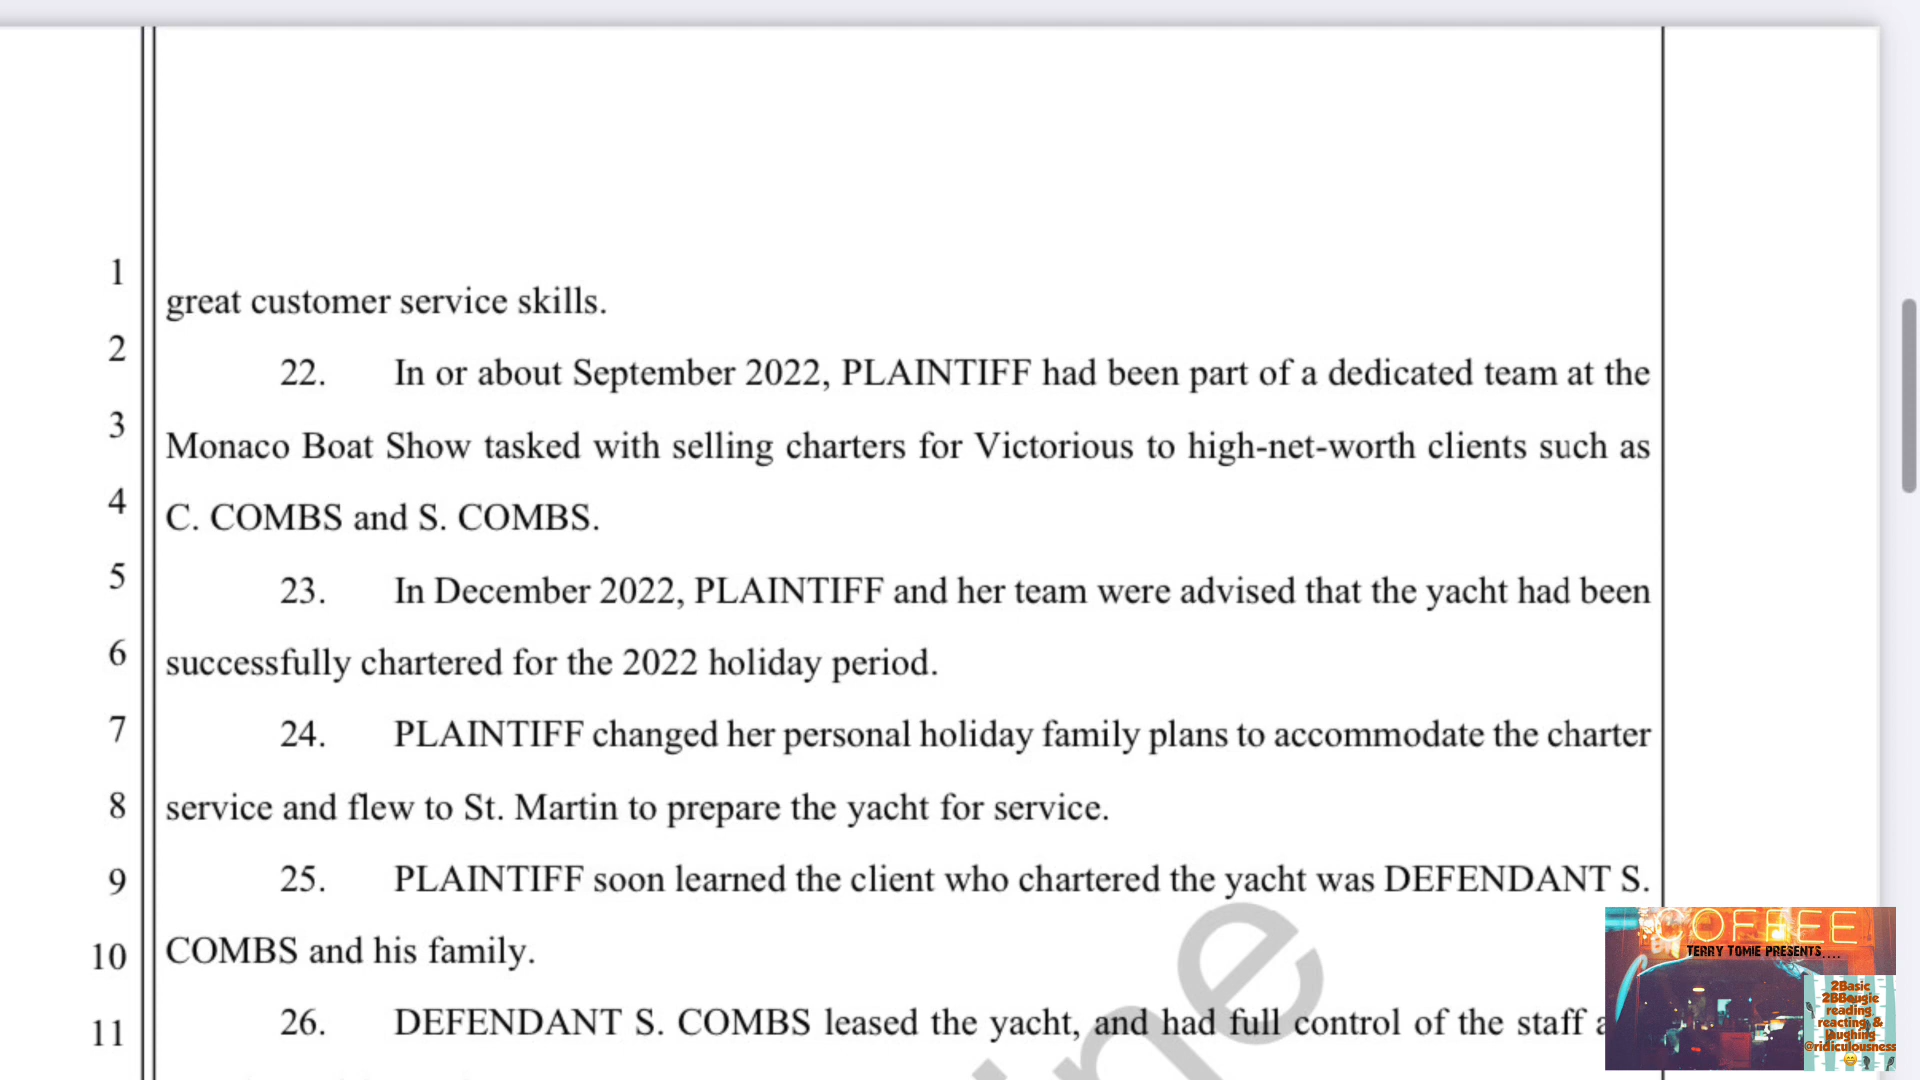 1
great customer service skills.
2
22. In or about September 2022, PLAINTIFF had been part of a dedicated team at the
3
Monaco Boat Show tasked with selling charters for Victorious to high-net-worth clients such as
4
C. COMBS and S. COMBS.
5
23. In December 2022, PLAINTIFF and her team were advised that the yacht had been
6
successfully chartered for the 2022 holiday period.
7
24. PLAINTIFF changed her personal holiday family plans to accommodate the charter
8
service and flew to St. Martin to prepare the yacht for service.
9
25. PLAINTIFF soon learned the client who chartered the yacht was DEFENDANT S.
10
COMBS and his family.
11
26. DEFENDANT S. COMBS leased the yacht, and had full control of the staff
ne
COFFEE
TERRY TOMIE PRESENTS....
2Basic
2BBougie
reading
reacting &
laughing
@ridiculousness